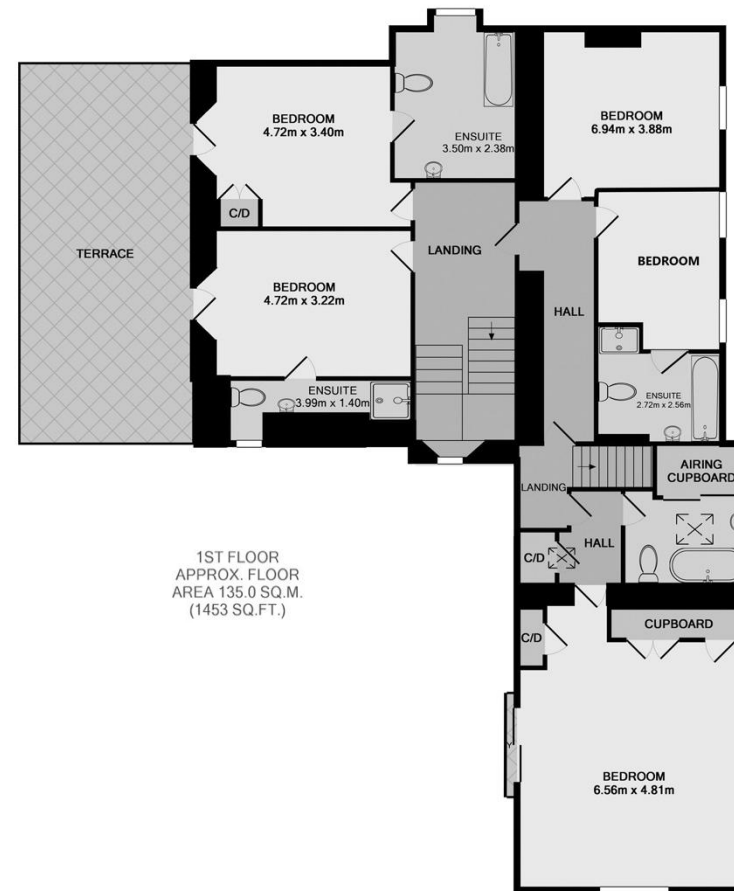 BEDROOM
4.72m x 3.40m
ENSUITE
3.50m x 2.38m
BEDROOM
6.94m x 3.88m
C/D
TERRACE
LANDING
BEDROOM
BEDROOM
4.72m x 3.22m
HALL
ENSUITE
3.99m x 1.40m
ENSUITE
2.72m x 2.56m
AIRING
CUPBOARD
LANDING
HALL
C/D
1ST FLOOR
APPROX. FLOOR
AREA 135.0 SQ.M.
(1453 SQ.FT.)
C/D
CUPBOARD
BEDROOM
6.56m x 4.81m